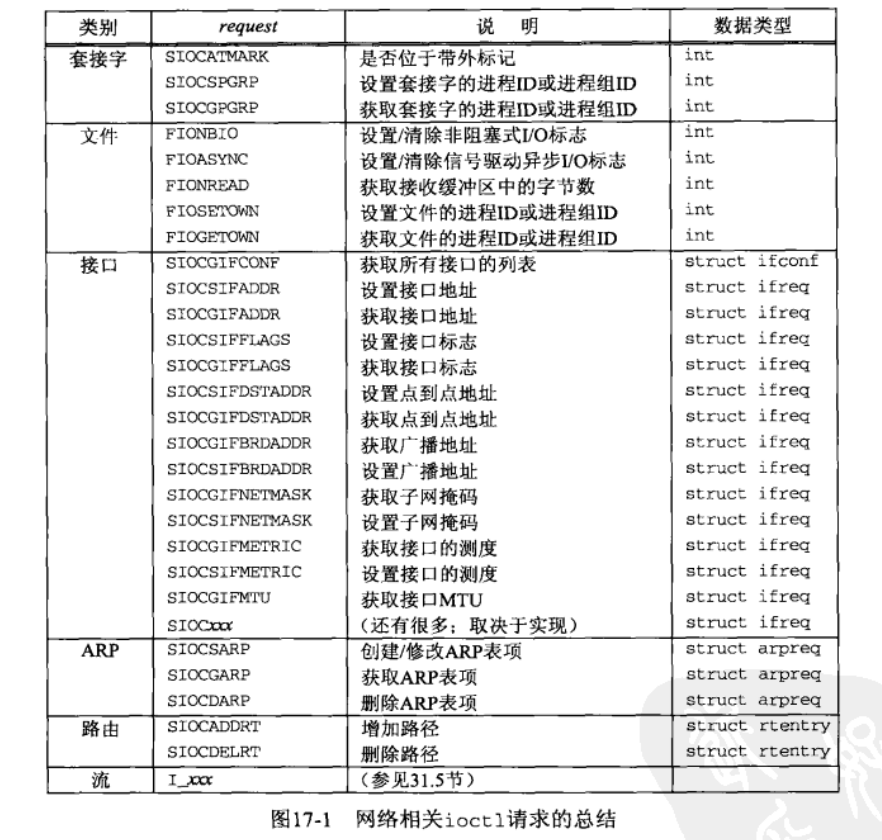 类别 request 说 明 数据类型
套接字 SIOCATMARK 是否位于带外标记 int
SIOCSPGRP 设置套接字的进程ID或进程组ID int
SIOCGPGRP 获取套接字的进程ID或进程组ID int
文件 FIONBIO 设置/清除非阻塞式I/O标志 int
FIOASYNC 设置/清除信号驱动异步I/O标志 int
FIONREAD 获取接收缓冲区中的字节数 int
FIOSETOWN 设置文件的进程ID或进程组ID int
FIOGETOWN 获取文件的进程ID或进程组ID int
接口 SIOCGIFCONF 获取所有接口的列表 struct ifconf
SIOCSIFADDR 设置接口地址 struct ifreq
SIOCGIFADDR 获取接口地址 struct ifreq
SIOCSIFFLAGS 设置接口标志 struct ifreq
SIOCGIFFLAGS 获取接口标志 struct ifreq
SIOCSIFDSTADDR 设置点到点地址 struct ifreq
SIOCGIFDSTADDR 获取点到点地址 struct ifreq
SIOCGIFBRDADDR 获取广播地址 struct ifreq
SIOCSIFBRDADDR 设置广播地址 struct ifreq
SIOCGIFNETMASK 获取子网掩码 struct ifreq
SIOCSIFNETMASK 设置子网掩码 struct ifreq
SIOCGIFMETRIC 获取接口的测度 struct ifreq
SIOCSIFMETRIC 设置接口的测度 struct ifreq
SIOCGIFMTU 获取接口MTU struct ifreq
SIOCxxx （还有很多；取决于实现） struct ifreq
ARP SIOCSARP 创建/修改ARP表项 struct arpreq
SIOCGARP 获取ARP表项 struct arpreq
SIOCDARP 删除ARP表项 struct arpreq
路由 SIOCADDRT 增加路径 struct rtentry
SIOCDELRT 删除路径 struct rtentry
流 I_xxx （参见31.5节）
图17-1 网络相关ioctl请求的总结